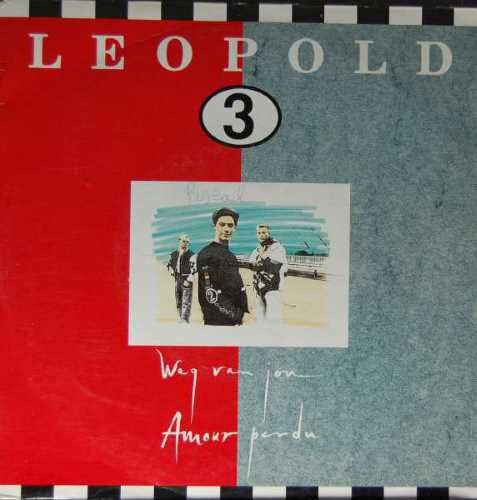 LEOPOLD
3
Weg van jou
Amour perdu